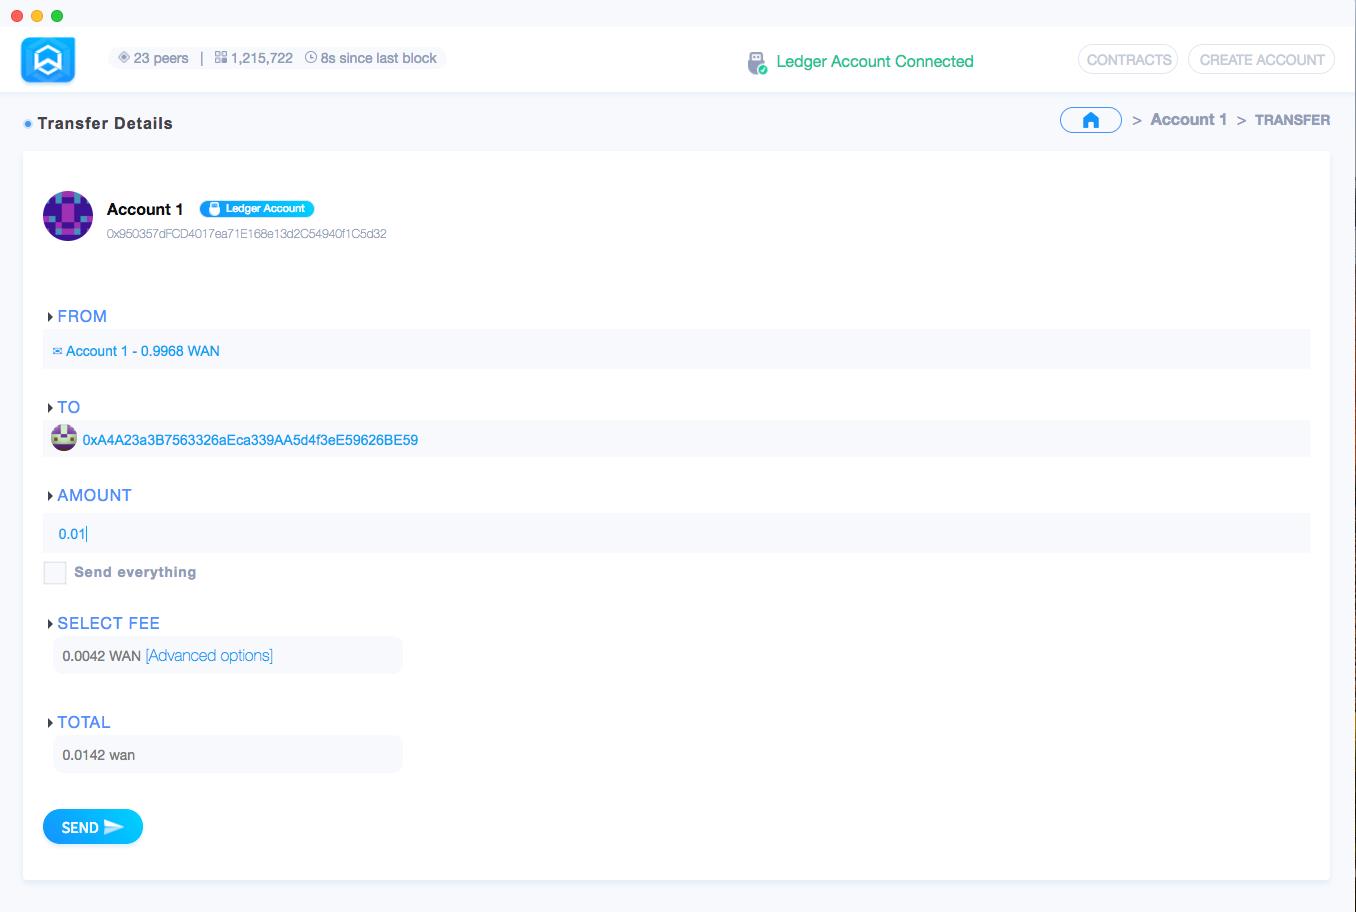 23 peers | 1,215,722 8s since last block
Ledger Account Connected
CONTRACTS
CREATE ACCOUNT
Transfer Details
> Account 1 > TRANSFER
Account 1
Ledger Account
0x950357dFCD4017ea71E168e13d2C54940f1C5d32
FROM
Account 1 - 0.9968 WAN
TO
0xA4A23a3B7563326aEca339AA5d4f3eE59626BE59
AMOUNT
0.01
Send everything
SELECT FEE
0.0042 WAN [Advanced options]
TOTAL
0.0142 wan
SEND